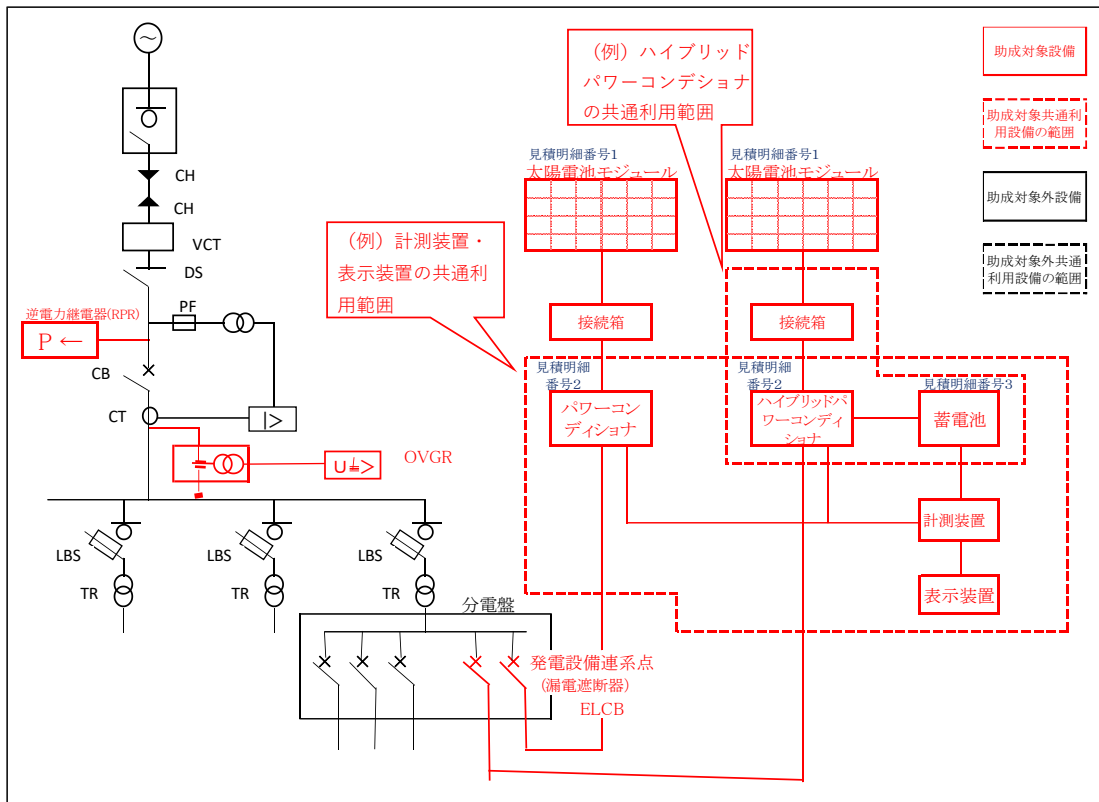 ～
CH
CH
VCT
DS
PF
逆電力継電器(RPR)
P ←
CB
CT
|>
OVGR
LBS
LBS
LBS
TR
TR
TR
分電盤
発電設備連系点
(漏電遮断器)
ELCB
（例）ハイブリッド
パワーコンデショナ
の共通利用範囲
（例）計測装置・
表示装置の共通利
用範囲
見積明細番号1
太陽電池モジュール
見積明細番号1
太陽電池モジュール
接続箱
接続箱
見積明細
番号2
パワーコン
ディショナ
見積明細
番号2
ハイブリッドパ
ワーコンディ
ショナ
見積明細番号3
蓄電池
計測装置
表示装置
助成対象設備
助成対象共通利
用設備の範囲
助成対象外設備
助成対象外共通
利用設備の範囲